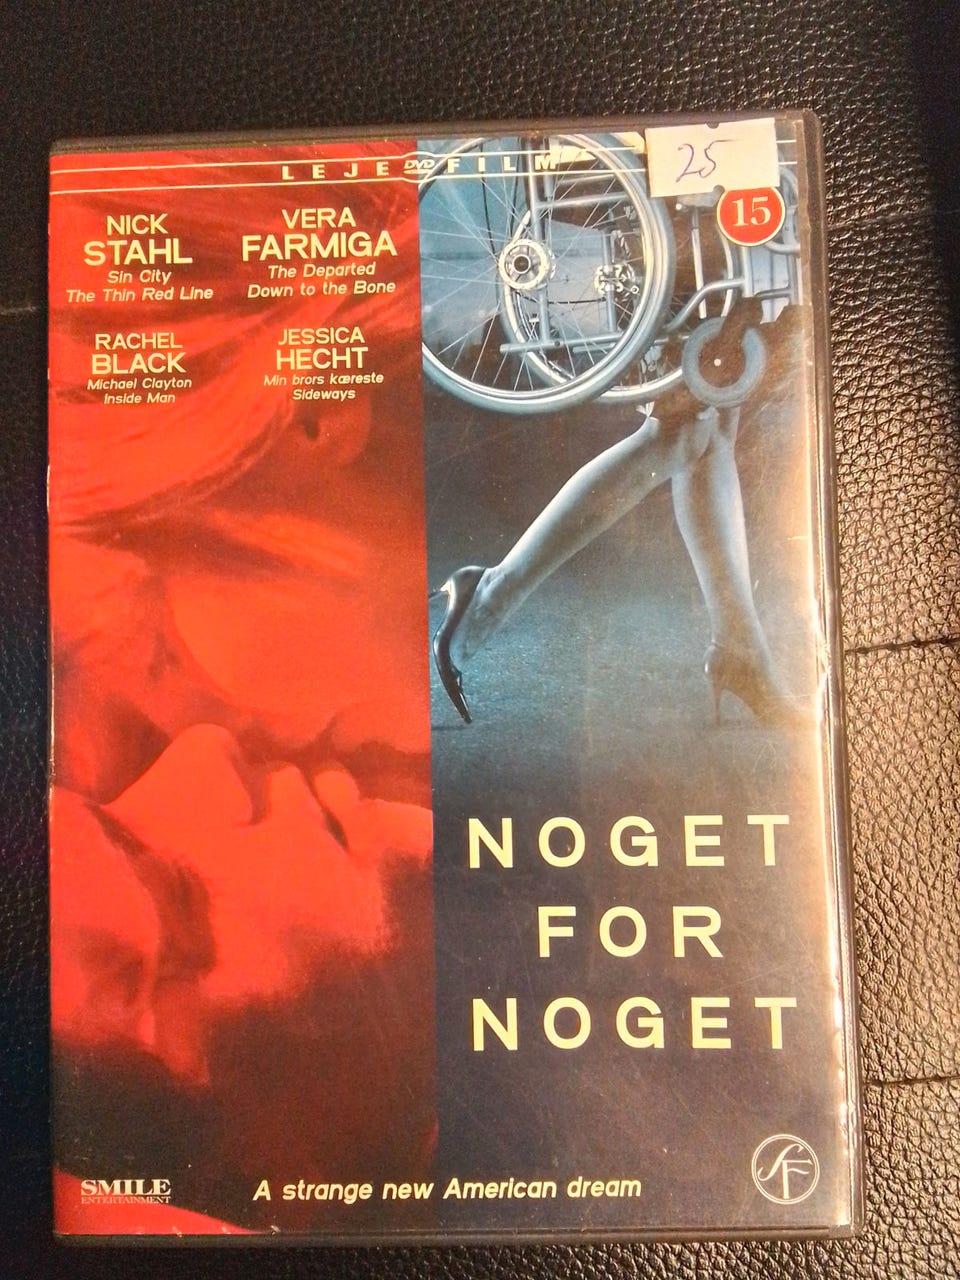 LEJE DVD FILM
25
15
NICK
STAHL
Sin City
The Thin Red Line
VERA
FARMIGA
The Departed
Down to the Bone
RACHEL
BLACK
Michael Clayton
Inside Man
JESSICA
HECHT
Min brors kæreste
Sideways
NOGET
FOR
NOGET
SMILE
ENTERTAINMENT
A strange new American dream
SF